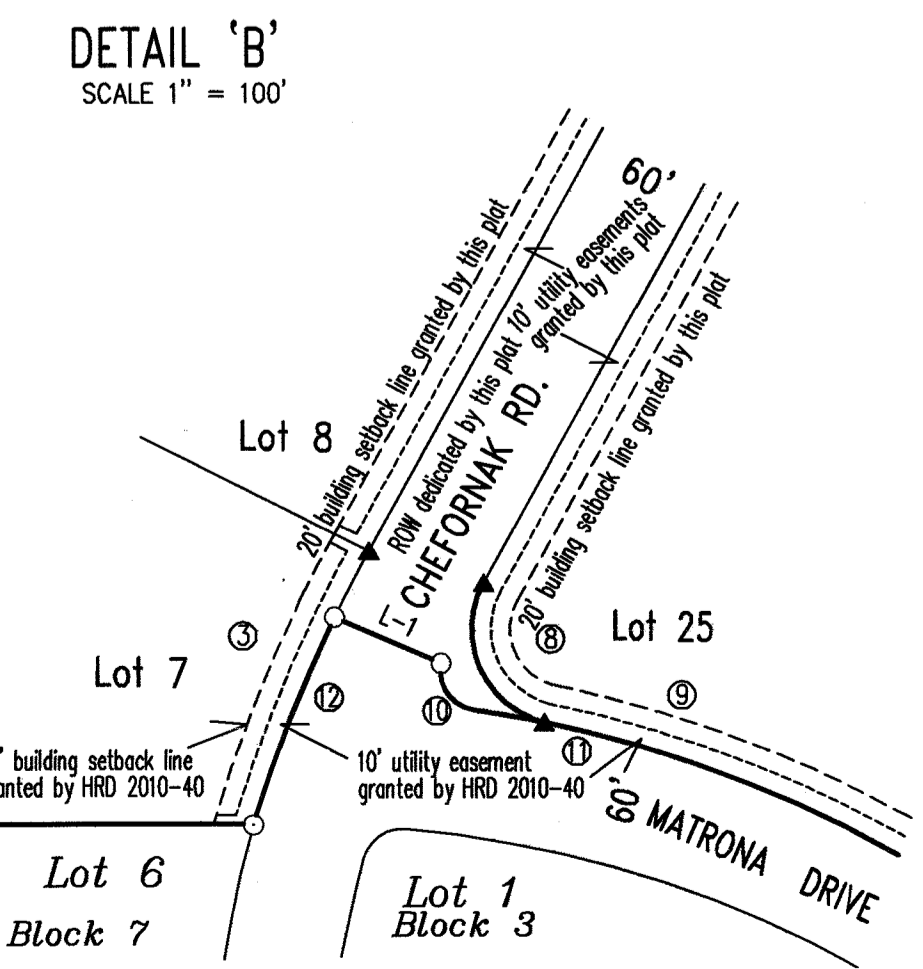 DETAIL 'B'
SCALE 1" = 100'
60'
20' building setback line granted by this plat
10' utility easements
granted by this plat
ROW dedicated by this plat
CHEFORNAK RD.
20' building setback line granted by this plat
Lot 8
Lot 25
Lot 7
3
8
9
12
10
11
L1
' building setback line
anted by HRD 2010-40
10' utility easement
granted by HRD 2010-40
60' MATRONA DRIVE
Lot 6
Block 7
Lot 1
Block 3